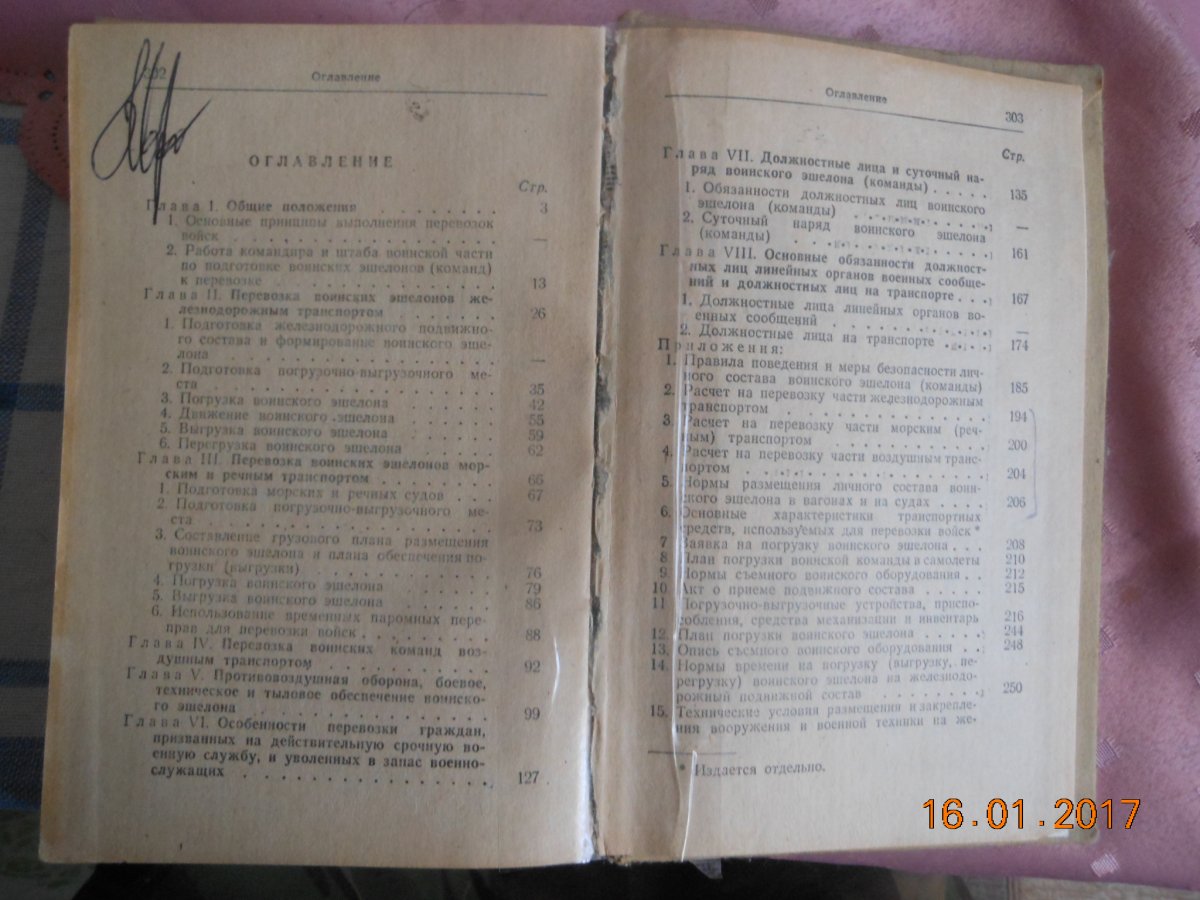 302
Оглавление
ОГЛАВЛЕНИЕ
Стр.
Глава I. Общие положения . . . . . . . . 3
1. Основные принципы выполнения перевозок
войск . . . . . . . . . . . . . . . —
2. Работа командира и штаба воинской части
по подготовке воинских эшелонов (команд)
к перевозке . . . . . . . . . . . . . 13
Глава II. Перевозка воинских эшелонов же-
лезнодорожным транспортом . . . . . . 26
1. Подготовка железнодорожного подвижно-
го состава и формирование воинского эше-
лона . . . . . . . . . . . . . . . —
2. Подготовка погрузочно-выгрузочного ме-
ста . . . . . . . . . . . . . . . . 35
3. Погрузка воинского эшелона . . . . . . 42
4. Движение воинского эшелона . . . . . . 55
5. Выгрузка воинского эшелона . . . . . . 59
6. Перегрузка воинского эшелона . . . . . 62
Глава III. Перевозка воинских эшелонов мор-
ским и речным транспортом . . . . . . . 66
1. Подготовка морских и речных судов . . . 67
2. Подготовка погрузочно-выгрузочного ме-
ста . . . . . . . . . . . . . . . . 73
3. Составление грузового плана размещения
воинского эшелона и плана обеспечения по-
грузки (выгрузки) . . . . . . . . . . 76
4. Погрузка воинского эшелона . . . . . . 79
5. Выгрузка воинского эшелона . . . . . . 86
6. Использование временных паромных пере-
прав для перевозки войск . . . . . . . . 88
Глава IV. Перевозка воинских команд воз-
душным транспортом . . . . . . . . . . 92
Глава V. Противовоздушная оборона, боевое,
техническое и тыловое обеспечение воинско-
го эшелона . . . . . . . . . . . . . . 99
Глава VI. Особенности перевозки граждан,
призванных на действительную срочную во-
енную службу, и уволенных в запас военно-
служащих . . . . . . . . . . . . . . . 127
Оглавление
303
Стр.
Глава VII. Должностные лица и суточный на-
ряд воинского эшелона (команды) . . . . . 135
1. Обязанности должностных лиц воинского
эшелона (команды) . . . . . . . . . . —
2. Суточный наряд воинского эшелона
(команды) . . . . . . . . . . . . . 161
Глава VIII. Основные обязанности должност-
ных лиц линейных органов военных сообще-
ний и должностных лиц на транспорте . . . 167
1. Должностные лица линейных органов во-
енных сообщений . . . . . . . . . . . —
2. Должностные лица на транспорте . . . . 174
Приложения:
1. Правила поведения и меры безопасности лич-
ного состава воинского эшелона (команды) 185
2. Расчет на перевозку части железнодорожным
транспортом . . . . . . . . . . . . . 194
3. Расчет на перевозку части морским (реч-
ным) транспортом . . . . . . . . . . . 200
4. Расчет на перевозку части воздушным транс-
портом . . . . . . . . . . . . . . . 204
5. Нормы размещения личного состава воин-
ского эшелона в вагонах и на судах . . . . 206
6. Основные характеристики транспортных
средств, используемых для перевозки войск *
7 Заявка на погрузку воинского эшелона . . . 208
8 План погрузки воинской команды в самолеты 210
9. Нормы съемного воинского оборудования . . 212
10. Акт о приеме подвижного состава . . . . . 215
11 Погрузочно-выгрузочные устройства, приспо-
собления, средства механизации и инвентарь 216
12. План погрузки воинского эшелона . . . . . 244
13. Опись съемного воинского оборудования . . 248
14. Нормы времени на погрузку (выгрузку, пе-
регрузку) воинского эшелона на железнодо-
рожный подвижной состав . . . . . . . . 250
15. Технические условия размещения и закрепле-
ния вооружения и военной техники на же-
* Издается отдельно.
16.01.2017